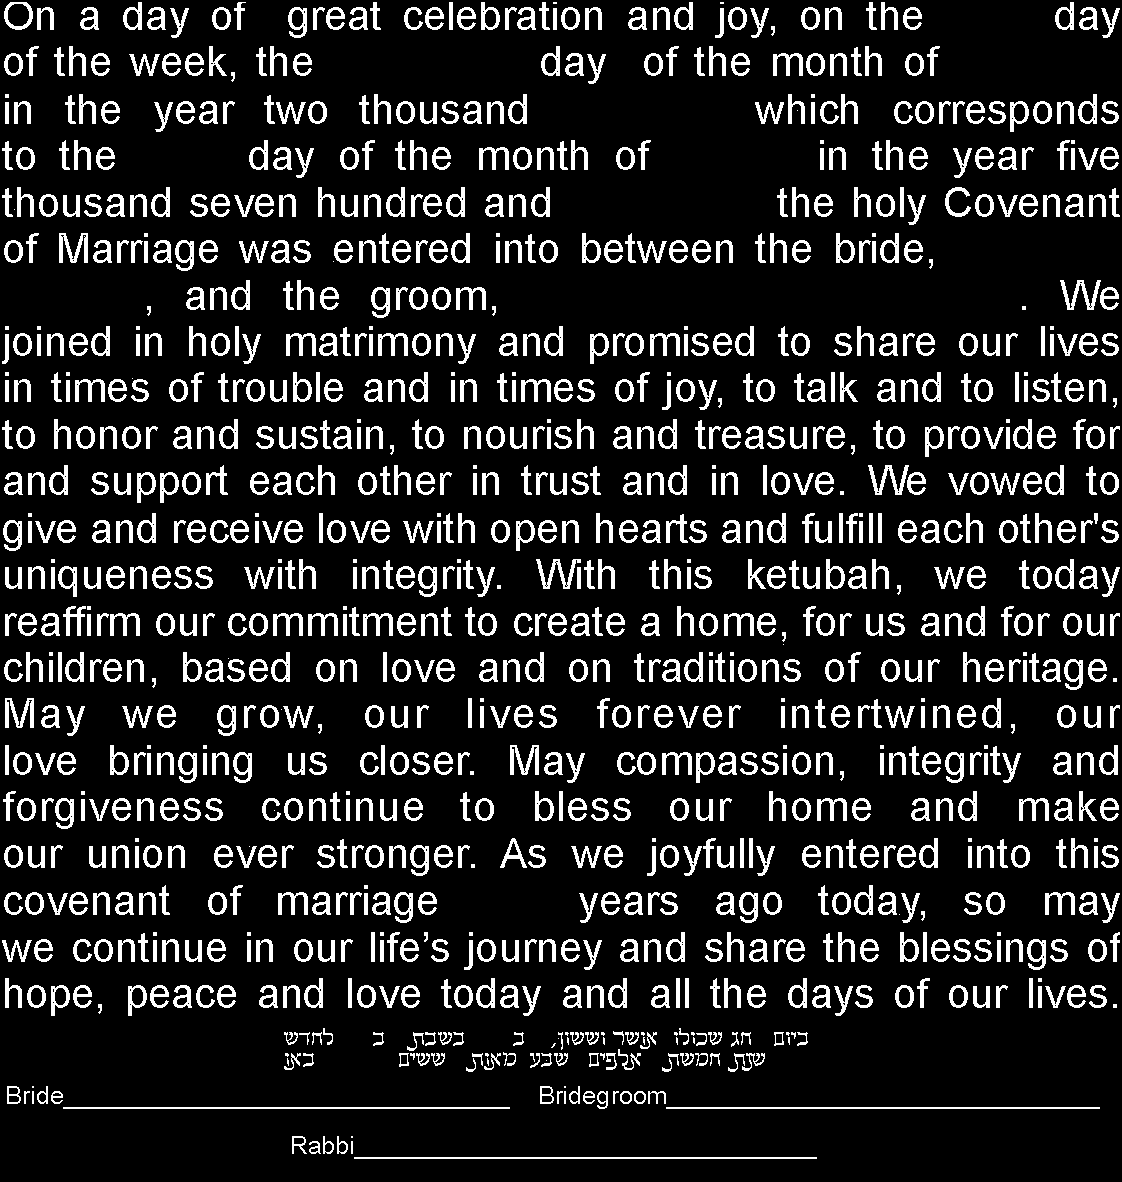 On a day of great celebration and joy, on the day
of the week, the day of the month of
in the year two thousand which corresponds
to the day of the month of in the year five
thousand seven hundred and the holy Covenant
of Marriage was entered into between the bride,
, and the groom, . We
joined in holy matrimony and promised to share our lives
in times of trouble and in times of joy, to talk and to listen,
to honor and sustain, to nourish and treasure, to provide for
and support each other in trust and in love. We vowed to
give and receive love with open hearts and fulfill each other's
uniqueness with integrity. With this ketubah, we today
reaffirm our commitment to create a home, for us and for our
children, based on love and on traditions of our heritage.
May we grow, our lives forever intertwined, our
love bringing us closer. May compassion, integrity and
forgiveness continue to bless our home and make
our union ever stronger. As we joyfully entered into this
covenant of marriage years ago today, so may
we continue in our life’s journey and share the blessings of
hope, peace and love today and all the days of our lives.
ביום חג שכולו אושר וששון, ב בשבת ב לחדש
שנת חמשת אלפים שבע מאות ששים באנו
Bride Bridegroom
Rabbi